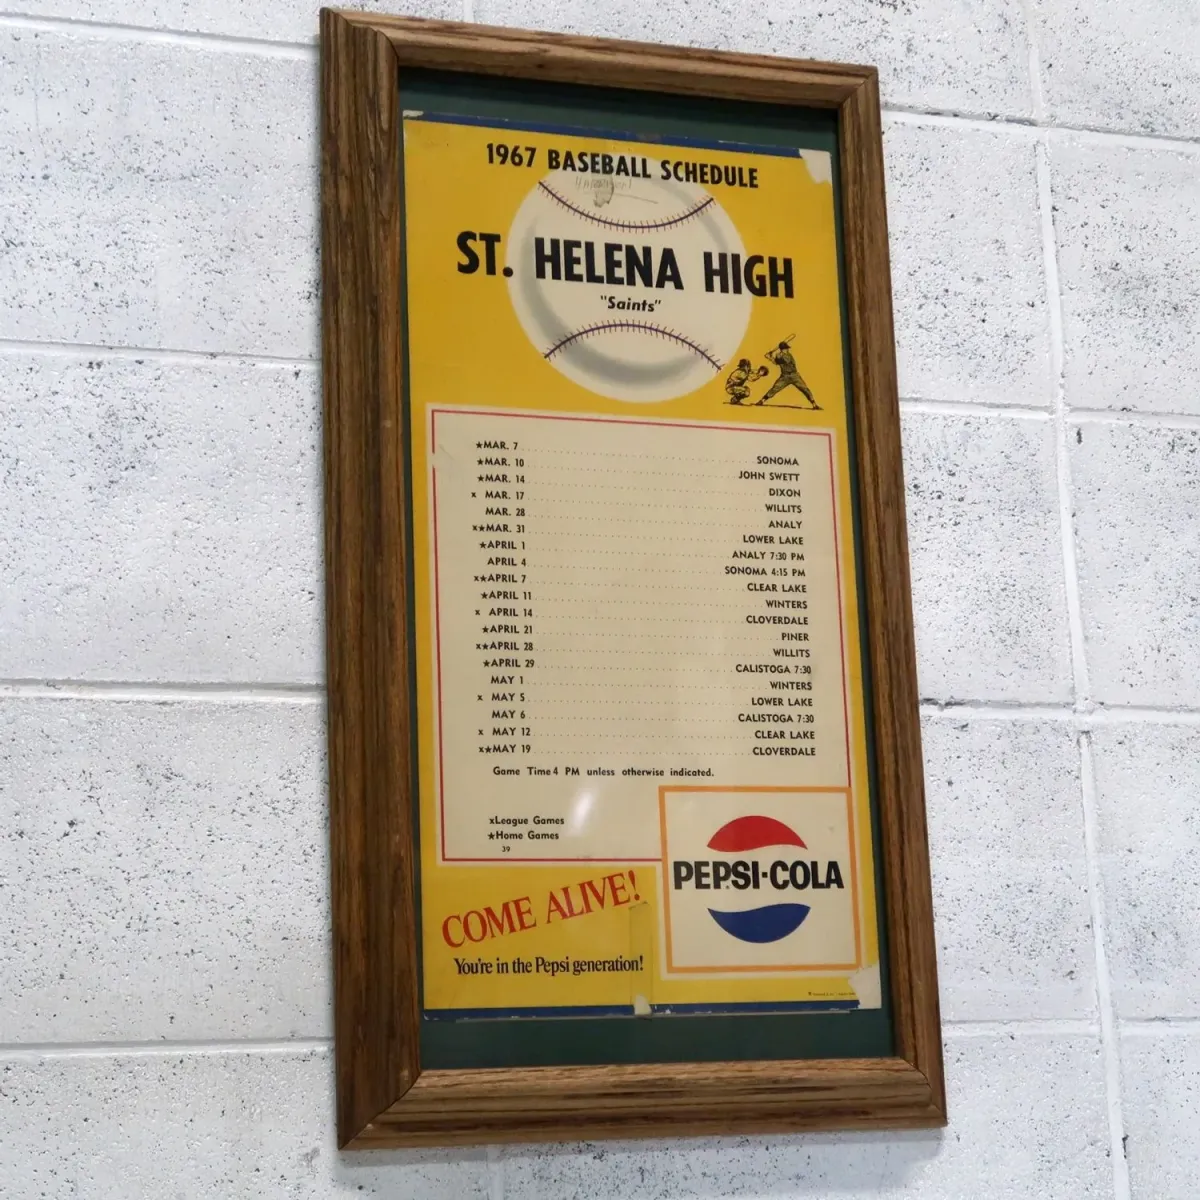 1967 BASEBALL SCHEDULE
ST. HELENA HIGH
"Saints"
★MAR. 7 SONOMA
★MAR. 10 JOHN SWETT
★MAR. 14 DIXON
x MAR. 17 WILLITS
MAR. 28 ANALY
x★MAR. 31 LOWER LAKE
★APRIL 1 ANALY 7:30 PM
APRIL 4 SONOMA 4:15 PM
x★APRIL 7 CLEAR LAKE
★APRIL 11 WINTERS
x APRIL 14 CLOVERDALE
★APRIL 21 PINER
x★APRIL 28 WILLITS
★APRIL 29 CALISTOGA 7:30
MAY 1 WINTERS
x MAY 5 LOWER LAKE
MAY 6 CALISTOGA 7:30
x MAY 12 CLEAR LAKE
x★MAY 19 CLOVERDALE
Game Time 4 PM unless otherwise indicated.
xLeague Games
★Home Games
39
PEPSI·COLA
COME ALIVE!
You're in the Pepsi generation!